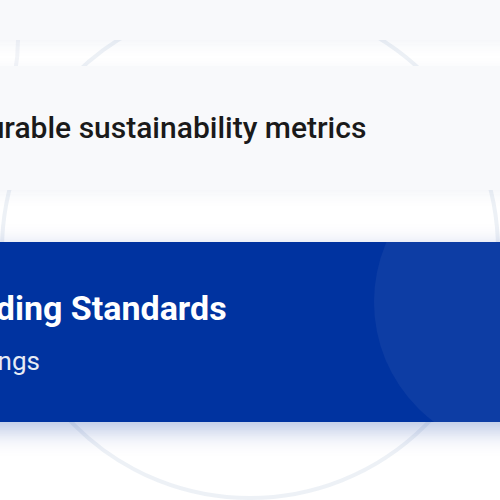 urable sustainability metrics
ding Standards
ngs